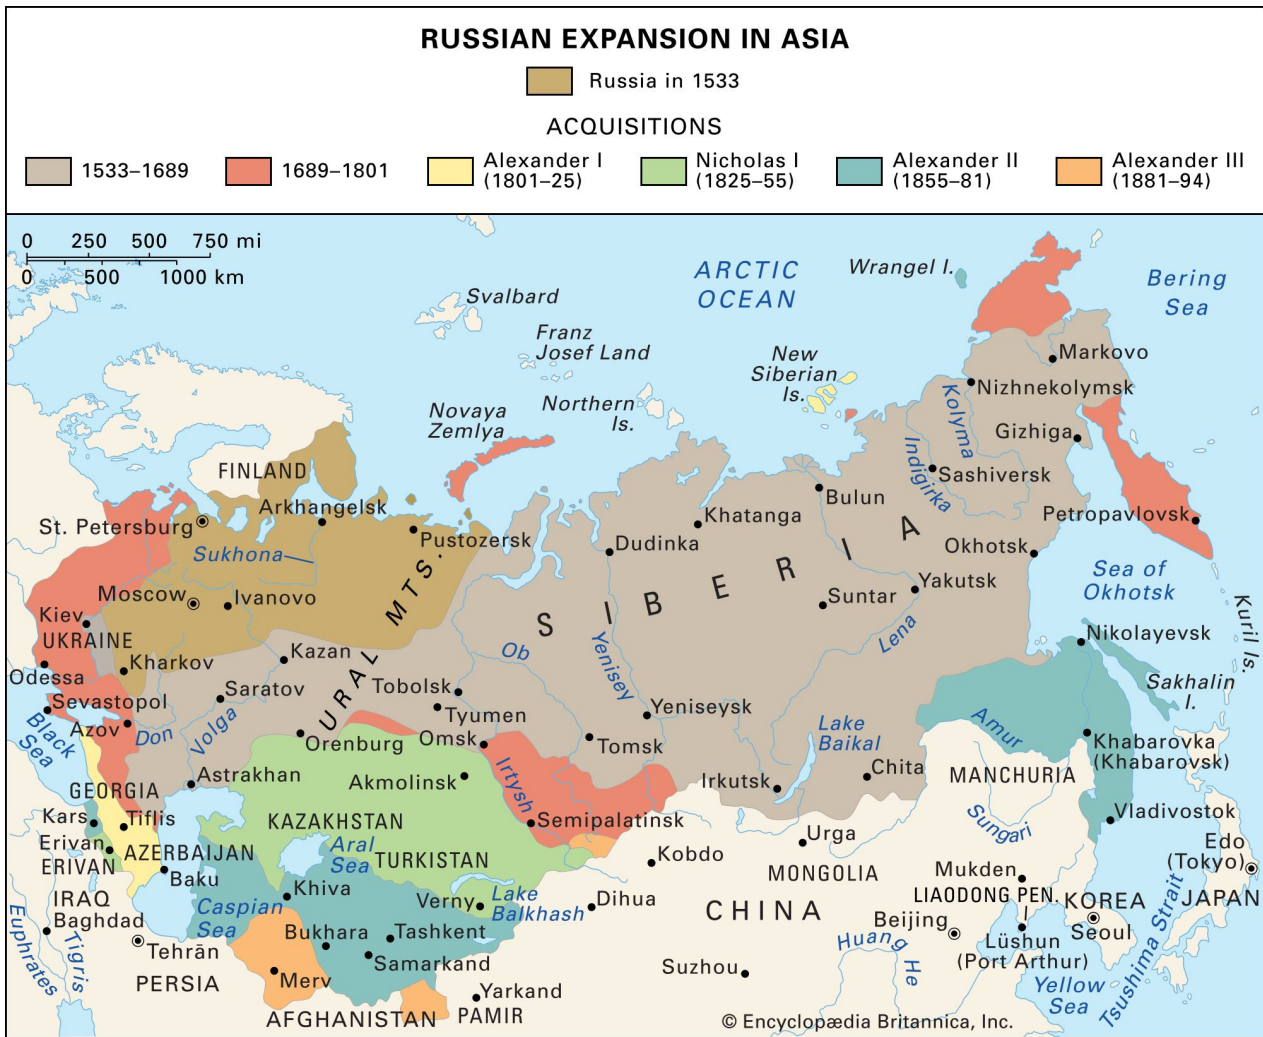 RUSSIAN EXPANSION IN ASIA
Russia in 1533
ACQUISITIONS
1533–1689
1689–1801
Alexander I
(1801–25)
Nicholas I
(1825–55)
Alexander II
(1855–81)
Alexander III
(1881–94)
0 250 500 750 mi
0 500 1000 km
ARCTIC
OCEAN
Wrangel I.
Bering
Sea
Svalbard
Franz
Josef Land
New
Siberian
Is.
Markovo
Nizhnekolymsk
Novaya
Zemlya
Northern
Is.
Kolyma
Gizhiga
FINLAND
Indigirka
Sashiversk
Arkhangelsk
Bulun
St. Petersburg
Pustozersk
Khatanga
Petropavlovsk
Sukhona
Dudinka
Okhotsk
SIBERIA
Moscow
Ivanovo
URAL MTS.
Suntar
Yakutsk
Sea of
Okhotsk
Kiev
UKRAINE
Kharkov
Kazan
Ob
Yenisey
Lena
Nikolayevsk
Kuril Is.
Odessa
Saratov
Tobolsk
Sakhalin
I.
Sevastopol
Tyumen
Yeniseysk
Black
Sea
Azov
Don
Volga
Orenburg
Omsk
Tomsk
Lake
Baikal
Amur
Khabarovka
(Khabarovsk)
Astrakhan
Akmolinsk
Irtysh
Irkutsk
Chita
MANCHURIA
GEORGIA
Kars
Tiflis
KAZAKHSTAN
Semipalatinsk
Sungari
Vladivostok
Erivan
ERIVAN
AZERBAIJAN
Aral
Sea
TURKISTAN
Kobdo
Urga
Edo
(Tokyo)
Baku
MONGOLIA
Mukden
IRAQ
Khiva
Verny
Lake
Balkhash
Dihua
CHINA
LIAODONG PEN.
KOREA
JAPAN
Baghdad
Caspian
Sea
Bukhara
Tashkent
Beijing
Seoul
Euphrates
Tigris
Tehrān
Samarkand
Huang He
Lüshun
(Port Arthur)
Tsushima Strait
PERSIA
Merv
Suzhou
Yellow
Sea
Yarkand
AFGHANISTAN
PAMIR
© Encyclopædia Britannica, Inc.